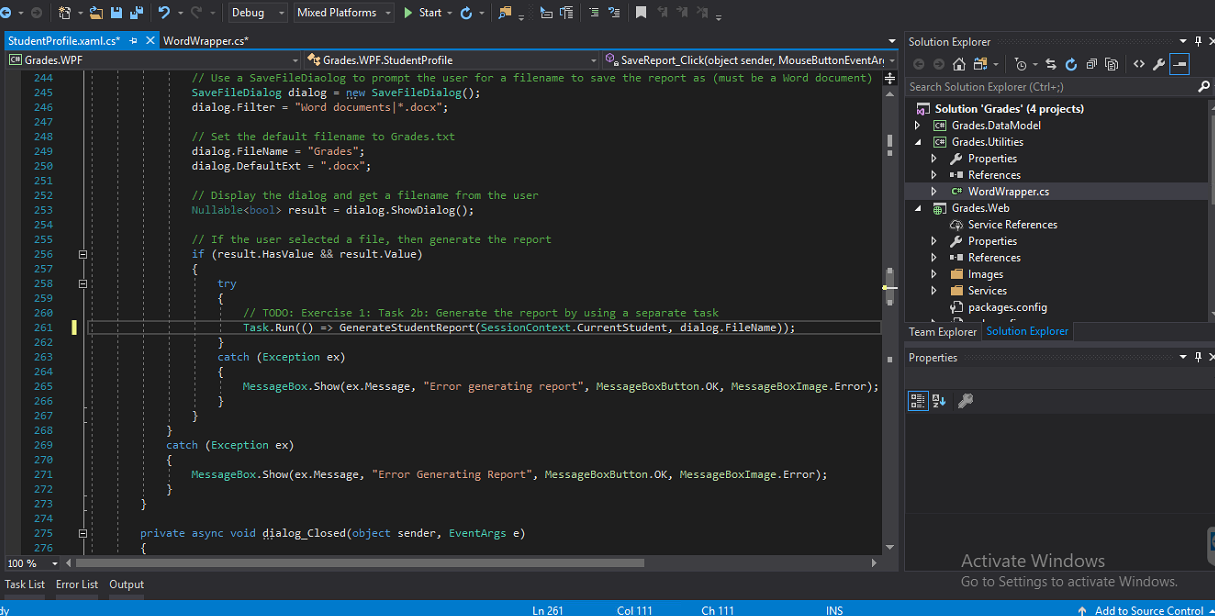 Debug Mixed Platforms Start
StudentProfile.xaml.cs* WordWrapper.cs*
Grades.WPF Grades.WPF.StudentProfile SaveReport_Click(object sender, MouseButtonEventArg
244 // Use a SaveFileDiaolog to prompt the user for a filename to save the report as (must be a Word document)
245 SaveFileDialog dialog = new SaveFileDialog();
246 dialog.Filter = "Word documents|*.docx";
247
248 // Set the default filename to Grades.txt
249 dialog.FileName = "Grades";
250 dialog.DefaultExt = ".docx";
251
252 // Display the dialog and get a filename from the user
253 Nullable<bool> result = dialog.ShowDialog();
254
255 // If the user selected a file, then generate the report
256 if (result.HasValue && result.Value)
257 {
258 try
259 {
260 // TODO: Exercise 1: Task 2b: Generate the report by using a separate task
261 Task.Run(() => GenerateStudentReport(SessionContext.CurrentStudent, dialog.FileName));
262 }
263 catch (Exception ex)
264 {
265 MessageBox.Show(ex.Message, "Error generating report", MessageBoxButton.OK, MessageBoxImage.Error);
266 }
267 }
268 }
269 catch (Exception ex)
270 {
271 MessageBox.Show(ex.Message, "Error Generating Report", MessageBoxButton.OK, MessageBoxImage.Error);
272 }
273 }
274
275 private async void dialog_Closed(object sender, EventArgs e)
276 {
100 %
Task List Error List Output
Solution Explorer
Search Solution Explorer (Ctrl+;)
Solution 'Grades' (4 projects)
C# Grades.DataModel
C# Grades.Utilities
Properties
References
C# WordWrapper.cs
Grades.Web
Service References
Properties
References
Images
Services
packages.config
Team Explorer Solution Explorer
Properties
Activate Windows
Go to Settings to activate Windows.
dy Ln 261 Col 111 Ch 111 INS Add to Source Control